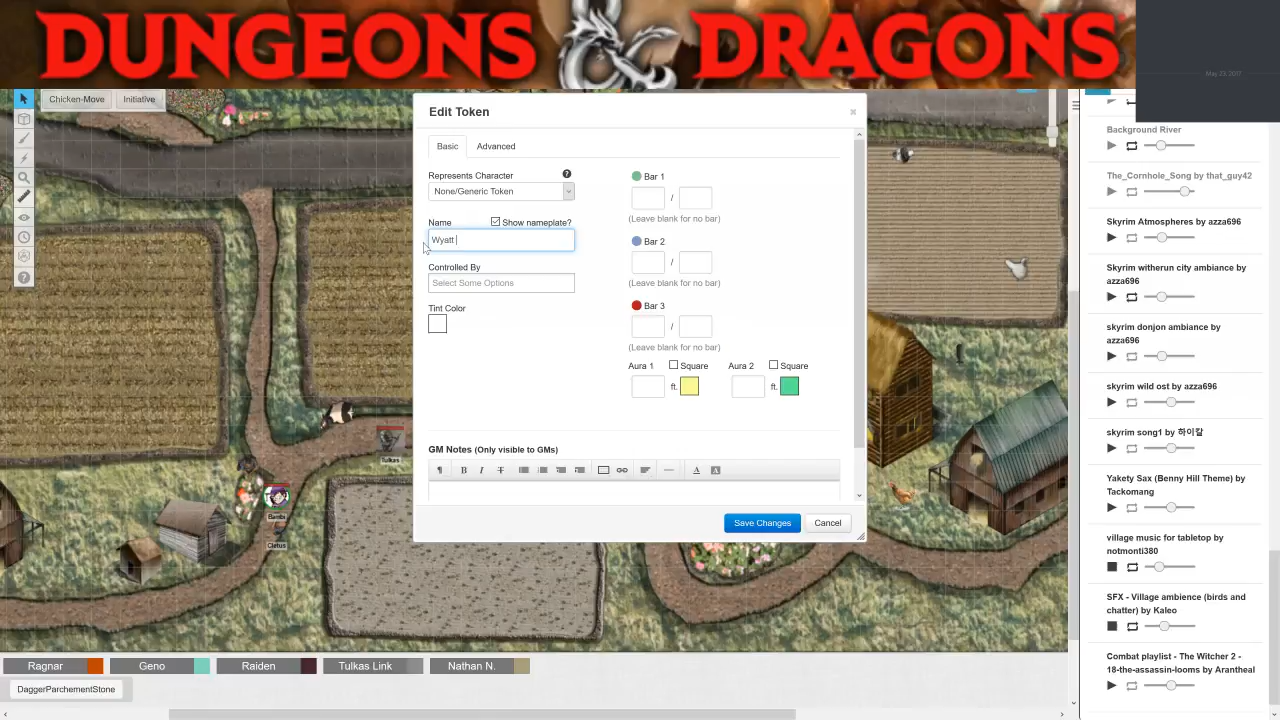 DUNGEONS & DRAGONS
May 23, 2017
Chicken-Move
Initiative
Edit Token
×
Basic
Advanced
Represents Character
?
None/Generic Token
Name
Show nameplate?
Wyatt
Controlled By
Select Some Options
Tint Color
Bar 1
/
(Leave blank for no bar)
Bar 2
/
(Leave blank for no bar)
Bar 3
/
(Leave blank for no bar)
Aura 1
Square
Aura 2
Square
ft.
ft.
GM Notes (Only visible to GMs)
Save Changes
Cancel
Tulkus
Bambi
Cletus
Background River
The_Cornhole_Song by that_guy42
Skyrim Atmospheres by azza696
Skyrim witherun city ambiance by
azza696
skyrim donjon ambiance by
azza696
skyrim wild ost by azza696
skyrim song1 by 하이칼
Yakety Sax (Benny Hill Theme) by
Tackomang
village music for tabletop by
notmonti380
SFX - Village ambience (birds and
chatter) by Kaleo
Combat playlist - The Witcher 2 -
18-the-assassin-looms by Arantheal
Ragnar
Geno
Raiden
Tulkas Link
Nathan N.
DaggerParchementStone